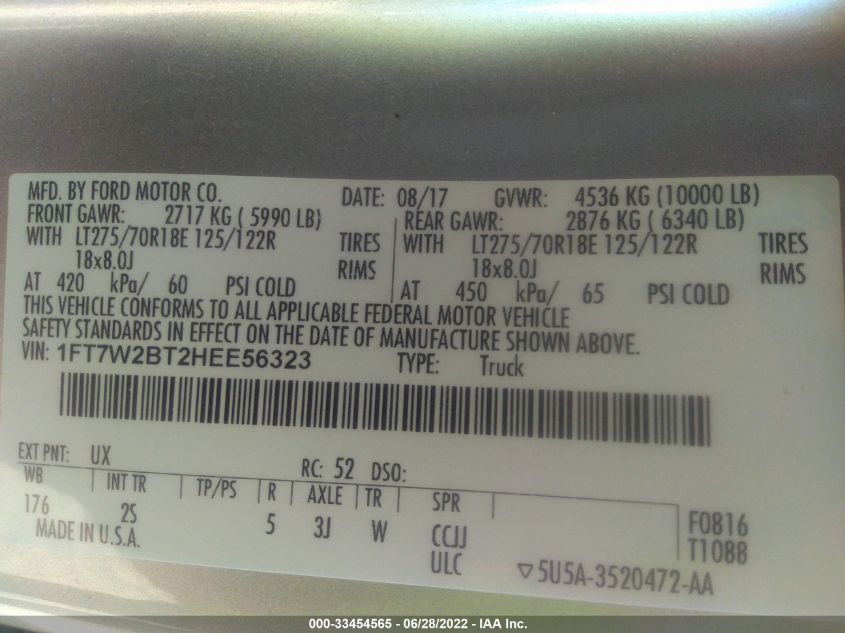 MFD. BY FORD MOTOR CO. DATE: 08/17 GVWR: 4536 KG (10000 LB)
FRONT GAWR: 2717 KG ( 5990 LB) REAR GAWR: 2876 KG ( 6340 LB)
WITH LT275/70R18E 125/122R TIRES WITH LT275/70R18E 125/122R TIRES
18x8.0J RIMS 18x8.0J RIMS
AT 420 kPa/ 60 PSI COLD AT 450 kPa/ 65 PSI COLD
THIS VEHICLE CONFORMS TO ALL APPLICABLE FEDERAL MOTOR VEHICLE
SAFETY STANDARDS IN EFFECT ON THE DATE OF MANUFACTURE SHOWN ABOVE.
VIN: 1FT7W2BT2HEE56323 TYPE: Truck
EXT PNT: UX RC: 52 DSO:
WB INT TR TP/PS R AXLE TR SPR
176 2S 5 3J W CCJJ F0816
MADE IN U.S.A. ULC T1088
▽5U5A-3520472-AA
000-33454565 - 06/28/2022 - IAA Inc.